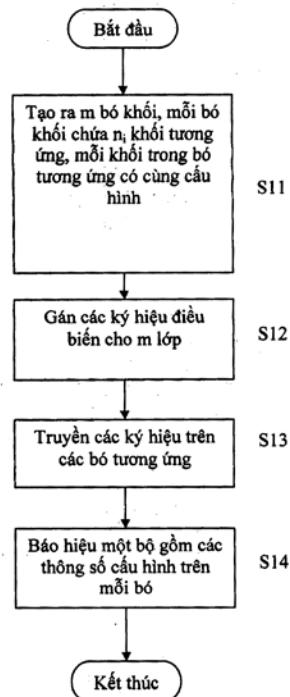 Bắt đầu
Tạo ra m bó khối, mỗi bó
khối chứa nᵢ khối tương
ứng, mỗi khối trong bó
tương ứng có cùng cấu
hình
S11
Gán các ký hiệu điều
biến cho m lớp
S12
Truyền các ký hiệu trên
các bó tương ứng
S13
Báo hiệu một bộ gồm các
thông số cấu hình trên
mỗi bó
S14
Kết thúc